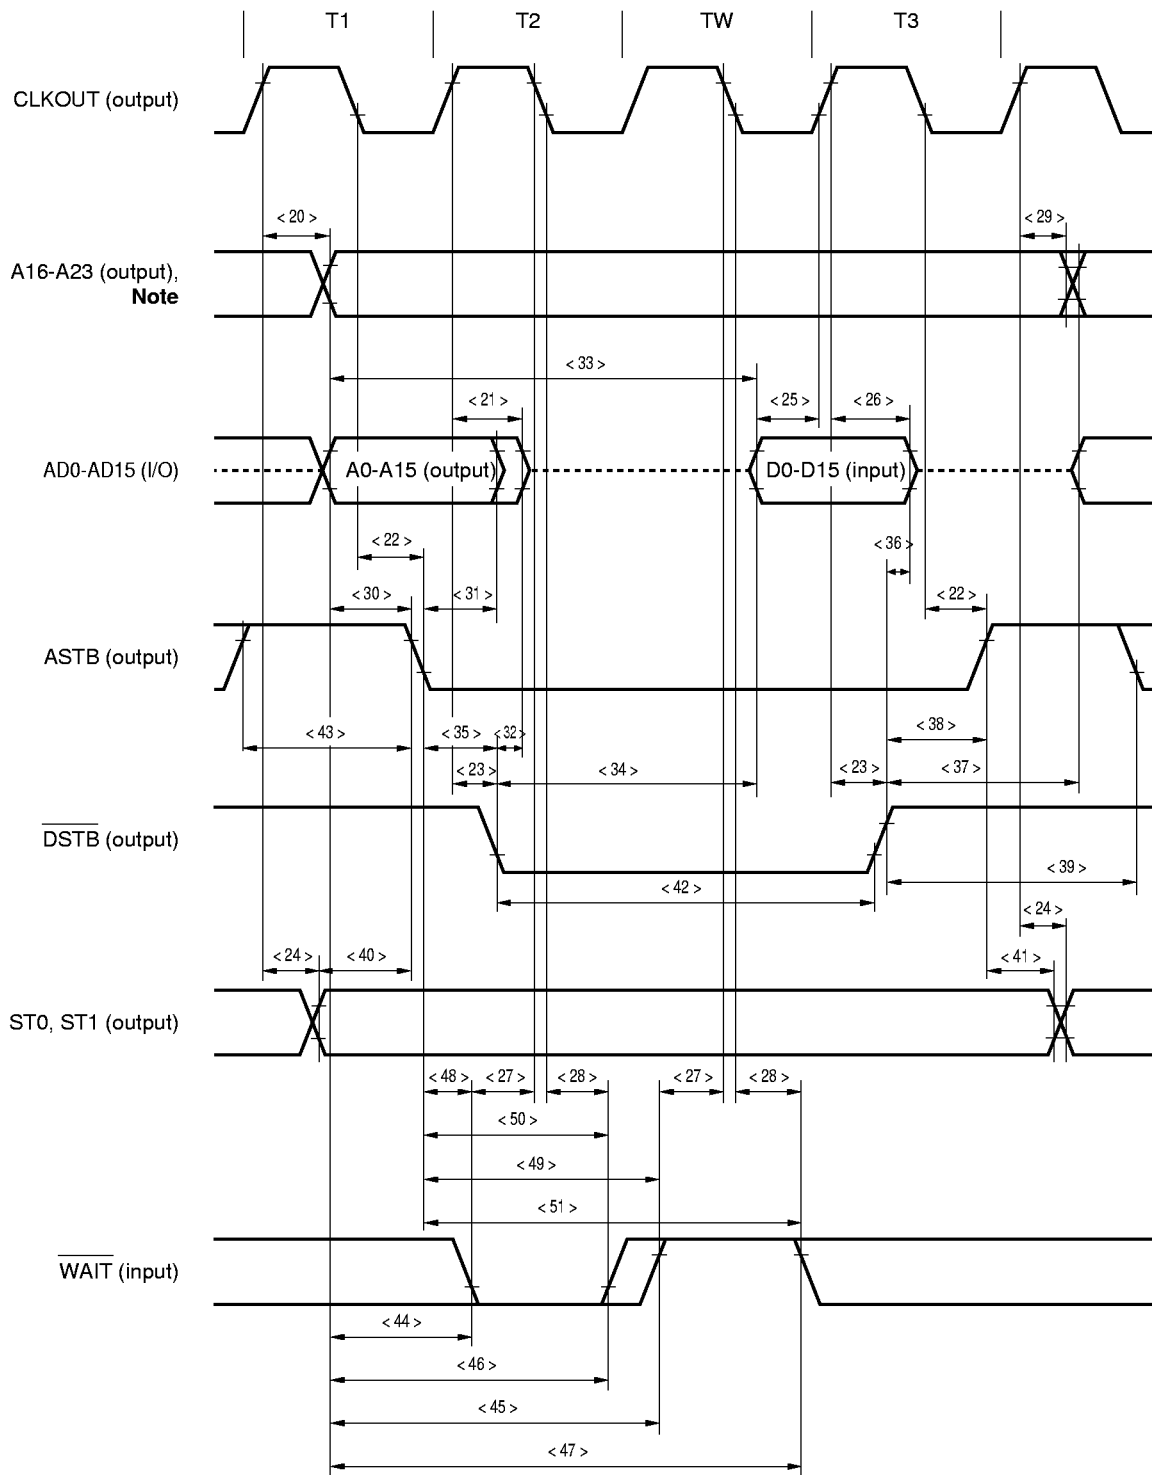 T1 T2 TW T3
CLKOUT (output)
< 20 > < 29 >
A16-A23 (output),
Note
< 33 >
< 21 > < 25 > < 26 >
AD0-AD15 (I/O) A0-A15 (output) D0-D15 (input)
< 22 > < 36 >
< 30 > < 31 > < 22 >
ASTB (output)
< 43 > < 35 > < 32 > < 38 >
< 23 > < 34 > < 23 > < 37 >
DSTB (output)
< 42 > < 39 >
< 24 >
< 24 > < 40 > < 41 >
ST0, ST1 (output)
< 48 > < 27 > < 28 > < 27 > < 28 >
< 50 >
< 49 >
< 51 >
WAIT (input)
< 44 >
< 46 >
< 45 >
< 47 >